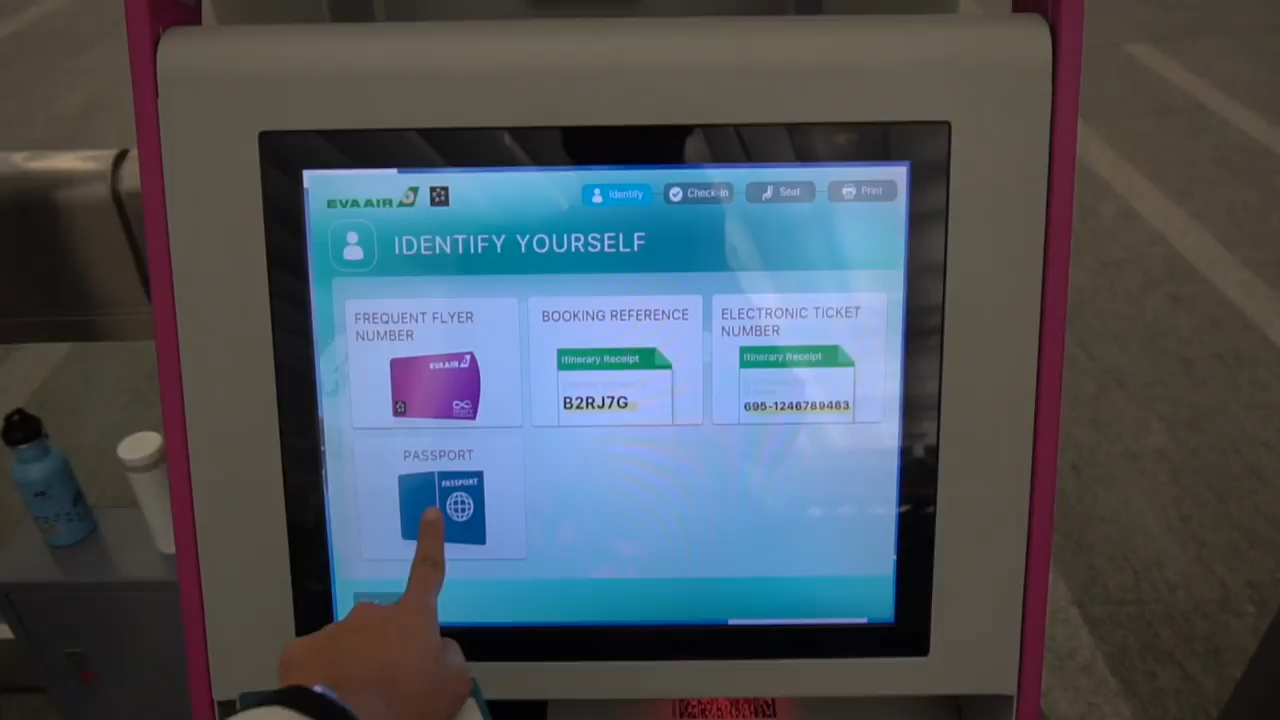 EVA AIR
Identify
Check-in
Seat
Print
IDENTIFY YOURSELF
FREQUENT FLYER
NUMBER
EVA AIR
BOOKING REFERENCE
Itinerary Receipt
B2RJ7G
ELECTRONIC TICKET
NUMBER
Itinerary Receipt
695-1246789463
PASSPORT
PASSPORT